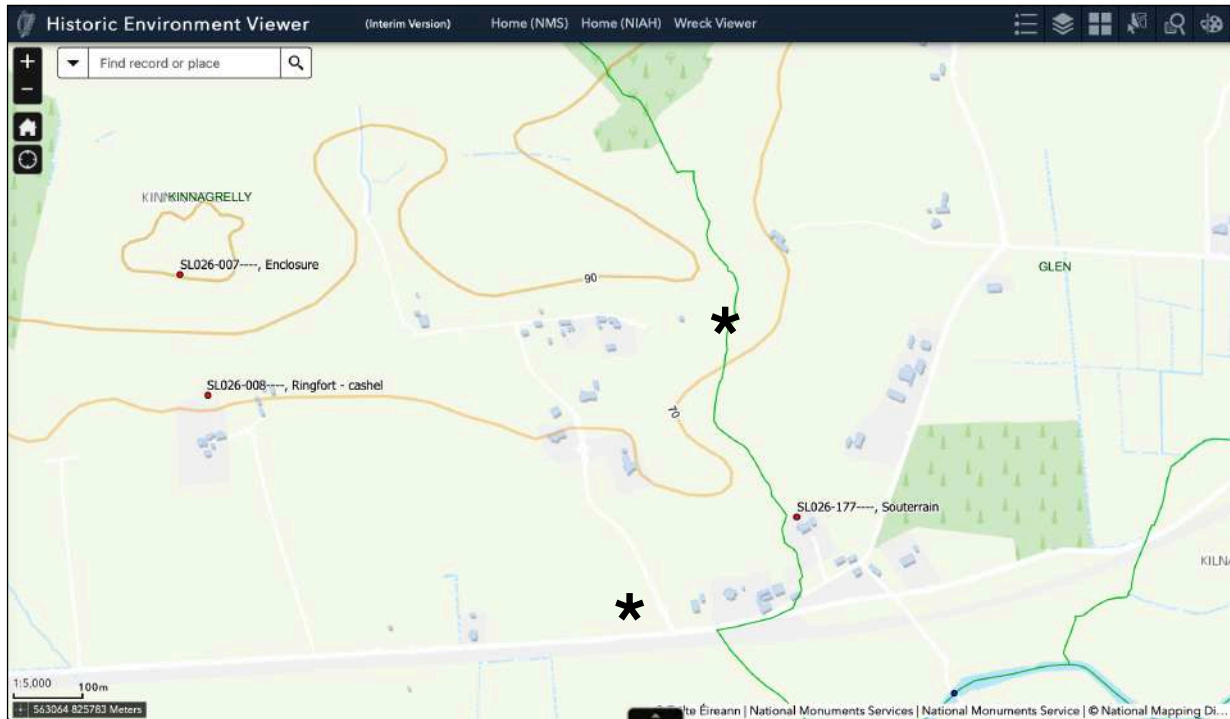 Historic Environment Viewer (Interim Version) Home (NMS) Home (NIAH) Wreck Viewer
+
Find record or place
−
KINNAGRELLY
SL026-007----, Enclosure
GLEN
90
*
SL026-008----, Ringfort - cashel
70
SL026-177----, Souterrain
*
1:5,000 100m
563064 825783 Meters
Éireann | National Monuments Services | National Monuments Service | © National Mapping Di...